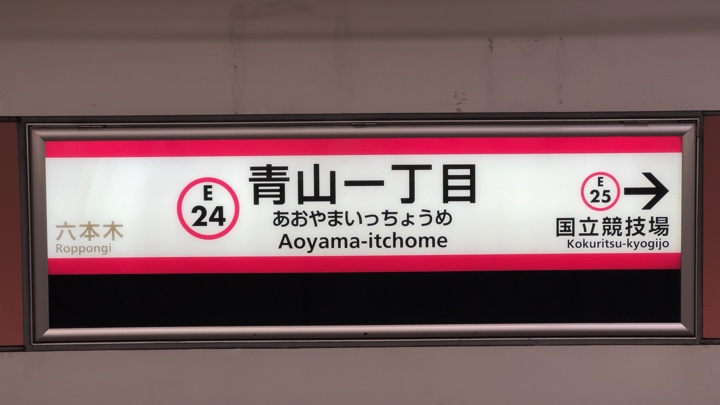 六本木
Roppongi
E
24
青山一丁目
あおやまいっちょうめ
Aoyama-itchome
E
25
国立競技場
Kokuritsu-kyogijo